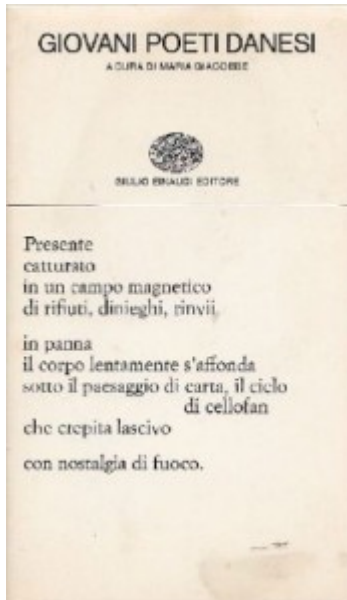 GIOVANI POETI DANESI
A CURA DI MARIA GIACOBBE
GIULIO EINAUDI EDITORE
Presente
catturato
in un campo magnetico
di rifiuti, dinieghi, rinvii
in panna
il corpo lentamente s'affonda
sotto il paesaggio di carta, il cielo
di cellofan
che crepita lascivo
con nostalgia di fuoco.